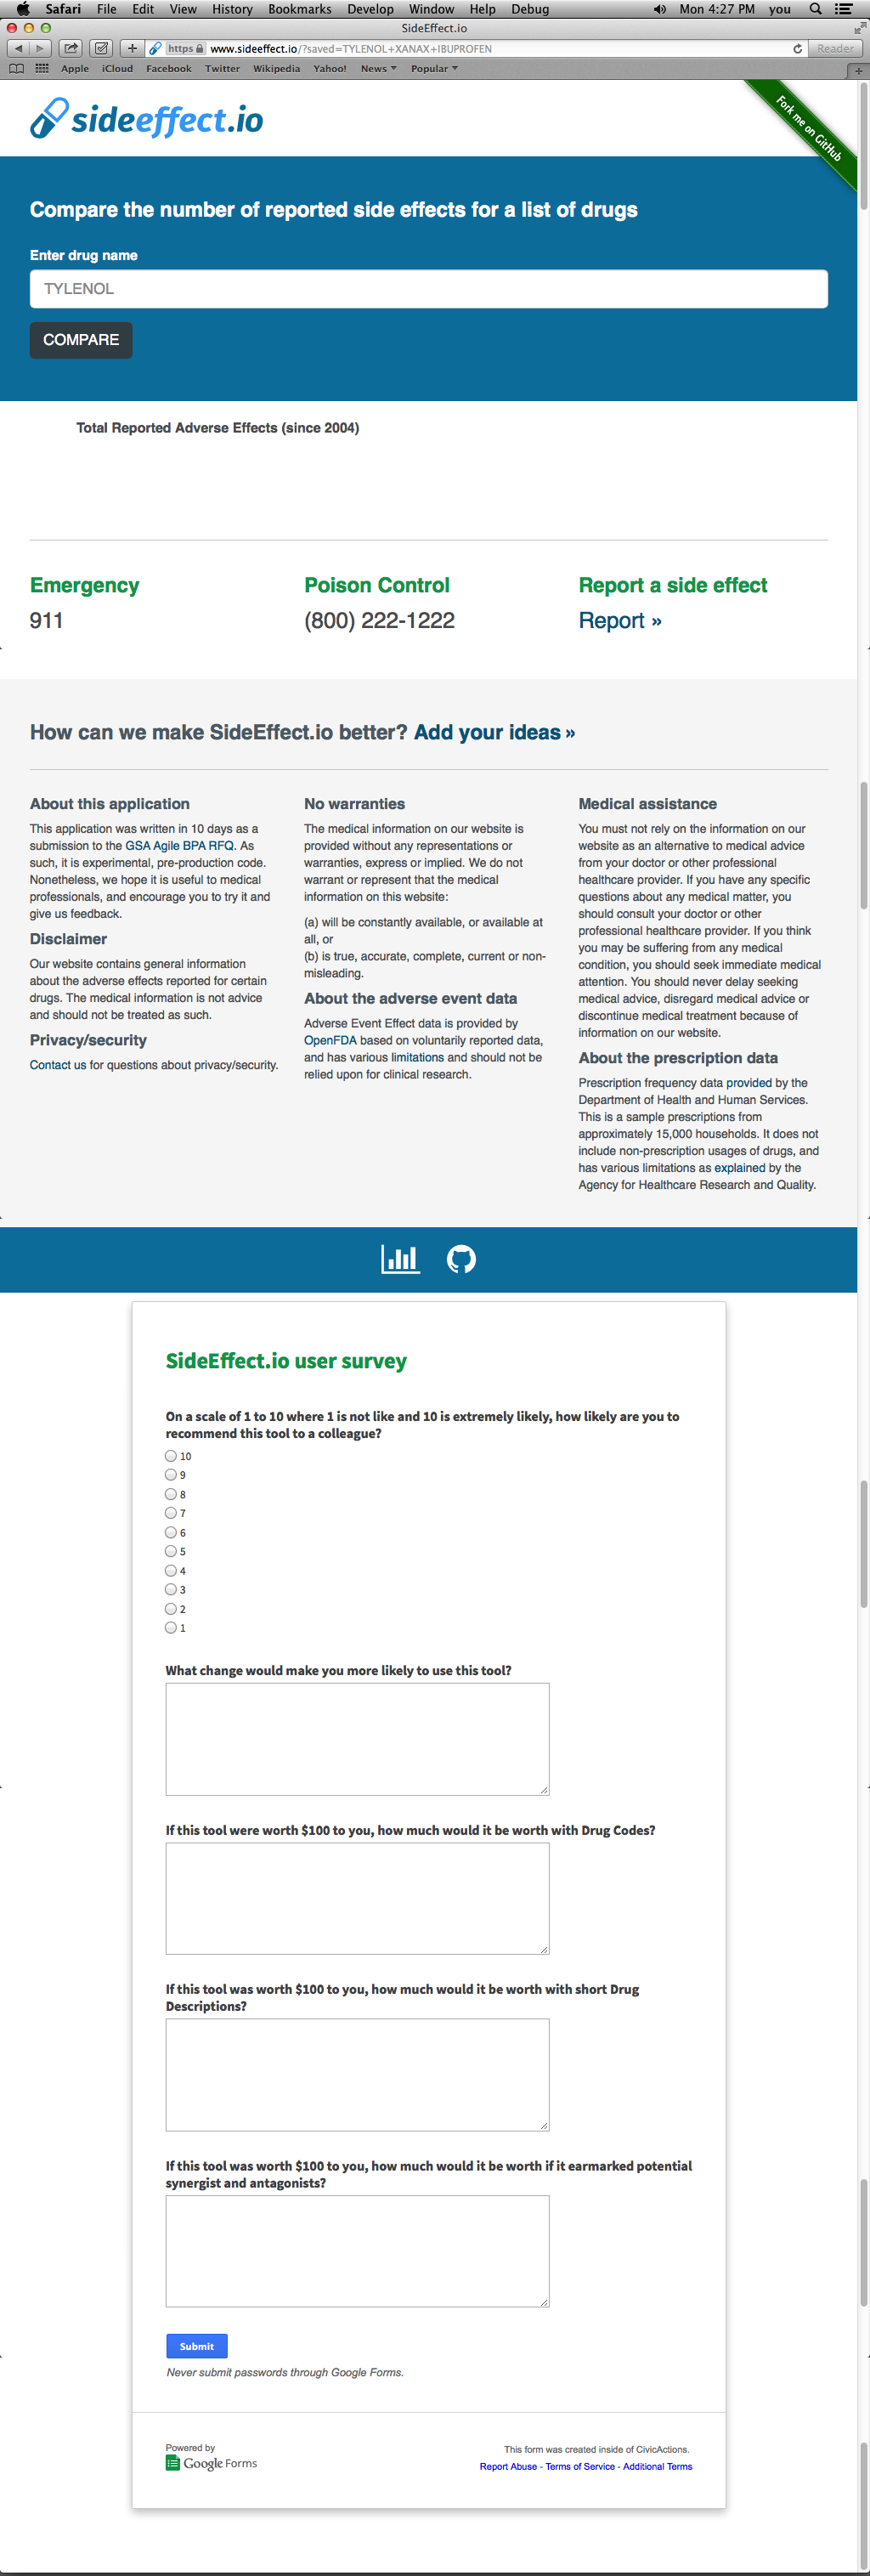 Safari File Edit View History Bookmarks Develop Window Help Debug Mon 4:27 PM you
SideEffect.io
https www.sideeffect.io/?saved=TYLENOL+XANAX+IBUPROFEN Reader
Apple iCloud Facebook Twitter Wikipedia Yahoo! News Popular
sideeffect.io
Fork me on GitHub
Compare the number of reported side effects for a list of drugs
Enter drug name
TYLENOL
COMPARE
Total Reported Adverse Effects (since 2004)
Emergency
911
Poison Control
(800) 222-1222
Report a side effect
Report »
How can we make SideEffect.io better? Add your ideas »
About this application
This application was written in 10 days as a
submission to the GSA Agile BPA RFQ. As
such, it is experimental, pre-production code.
Nonetheless, we hope it is useful to medical
professionals, and encourage you to try it and
give us feedback.
Disclaimer
Our website contains general information
about the adverse effects reported for certain
drugs. The medical information is not advice
and should not be treated as such.
Privacy/security
Contact us for questions about privacy/security.
No warranties
The medical information on our website is
provided without any representations or
warranties, express or implied. We do not
warrant or represent that the medical
information on this website:
(a) will be constantly available, or available at
all, or
(b) is true, accurate, complete, current or non-
misleading.
About the adverse event data
Adverse Event Effect data is provided by
OpenFDA based on voluntarily reported data,
and has various limitations and should not be
relied upon for clinical research.
Medical assistance
You must not rely on the information on our
website as an alternative to medical advice
from your doctor or other professional
healthcare provider. If you have any specific
questions about any medical matter, you
should consult your doctor or other
professional healthcare provider. If you think
you may be suffering from any medical
condition, you should seek immediate medical
attention. You should never delay seeking
medical advice, disregard medical advice or
discontinue medical treatment because of
information on our website.
About the prescription data
Prescription frequency data provided by the
Department of Health and Human Services.
This is a sample prescriptions from
approximately 15,000 households. It does not
include non-prescription usages of drugs, and
has various limitations as explained by the
Agency for Healthcare Research and Quality.
SideEffect.io user survey
On a scale of 1 to 10 where 1 is not like and 10 is extremely likely, how likely are you to
recommend this tool to a colleague?
10
9
8
7
6
5
4
3
2
1
What change would make you more likely to use this tool?
If this tool were worth $100 to you, how much would it be worth with Drug Codes?
If this tool was worth $100 to you, how much would it be worth with short Drug
Descriptions?
If this tool was worth $100 to you, how much would it be worth if it earmarked potential
synergist and antagonists?
Submit
Never submit passwords through Google Forms.
Powered by
Google Forms
This form was created inside of CivicActions.
Report Abuse - Terms of Service - Additional Terms